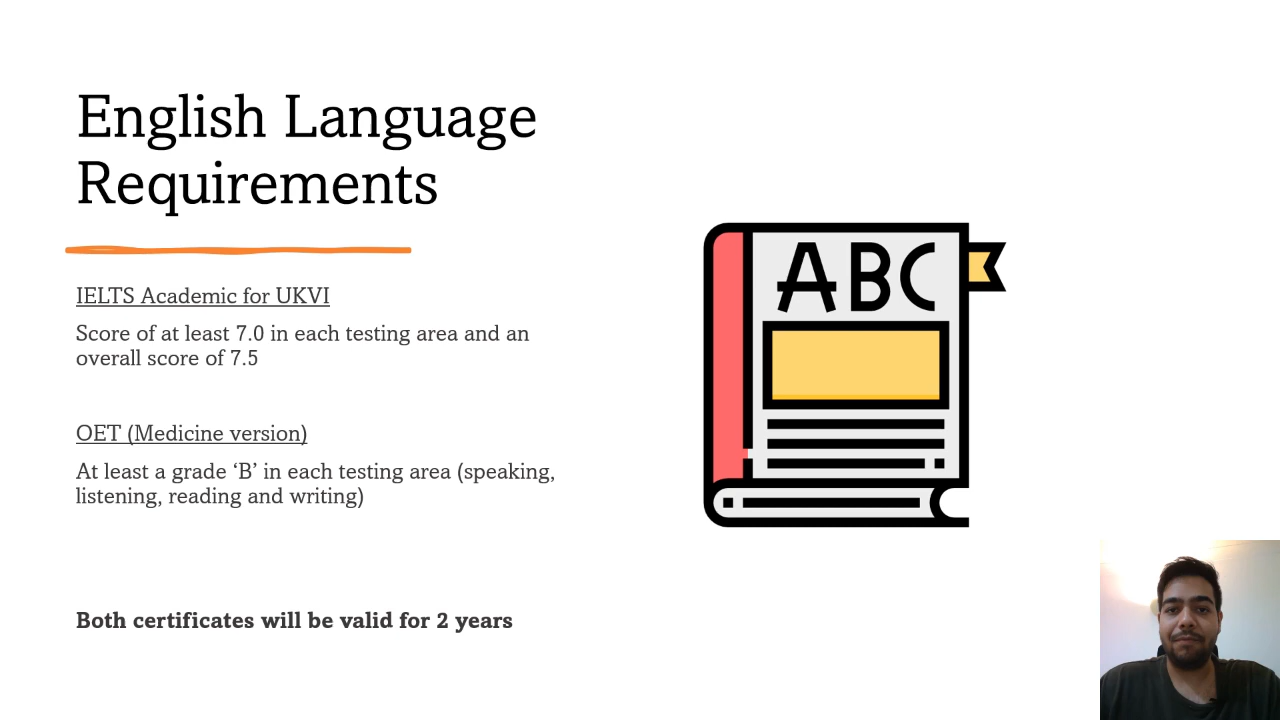 English Language
Requirements
IELTS Academic for UKVI
Score of at least 7.0 in each testing area and an
overall score of 7.5
OET (Medicine version)
At least a grade ‘B’ in each testing area (speaking,
listening, reading and writing)
Both certificates will be valid for 2 years
ABC